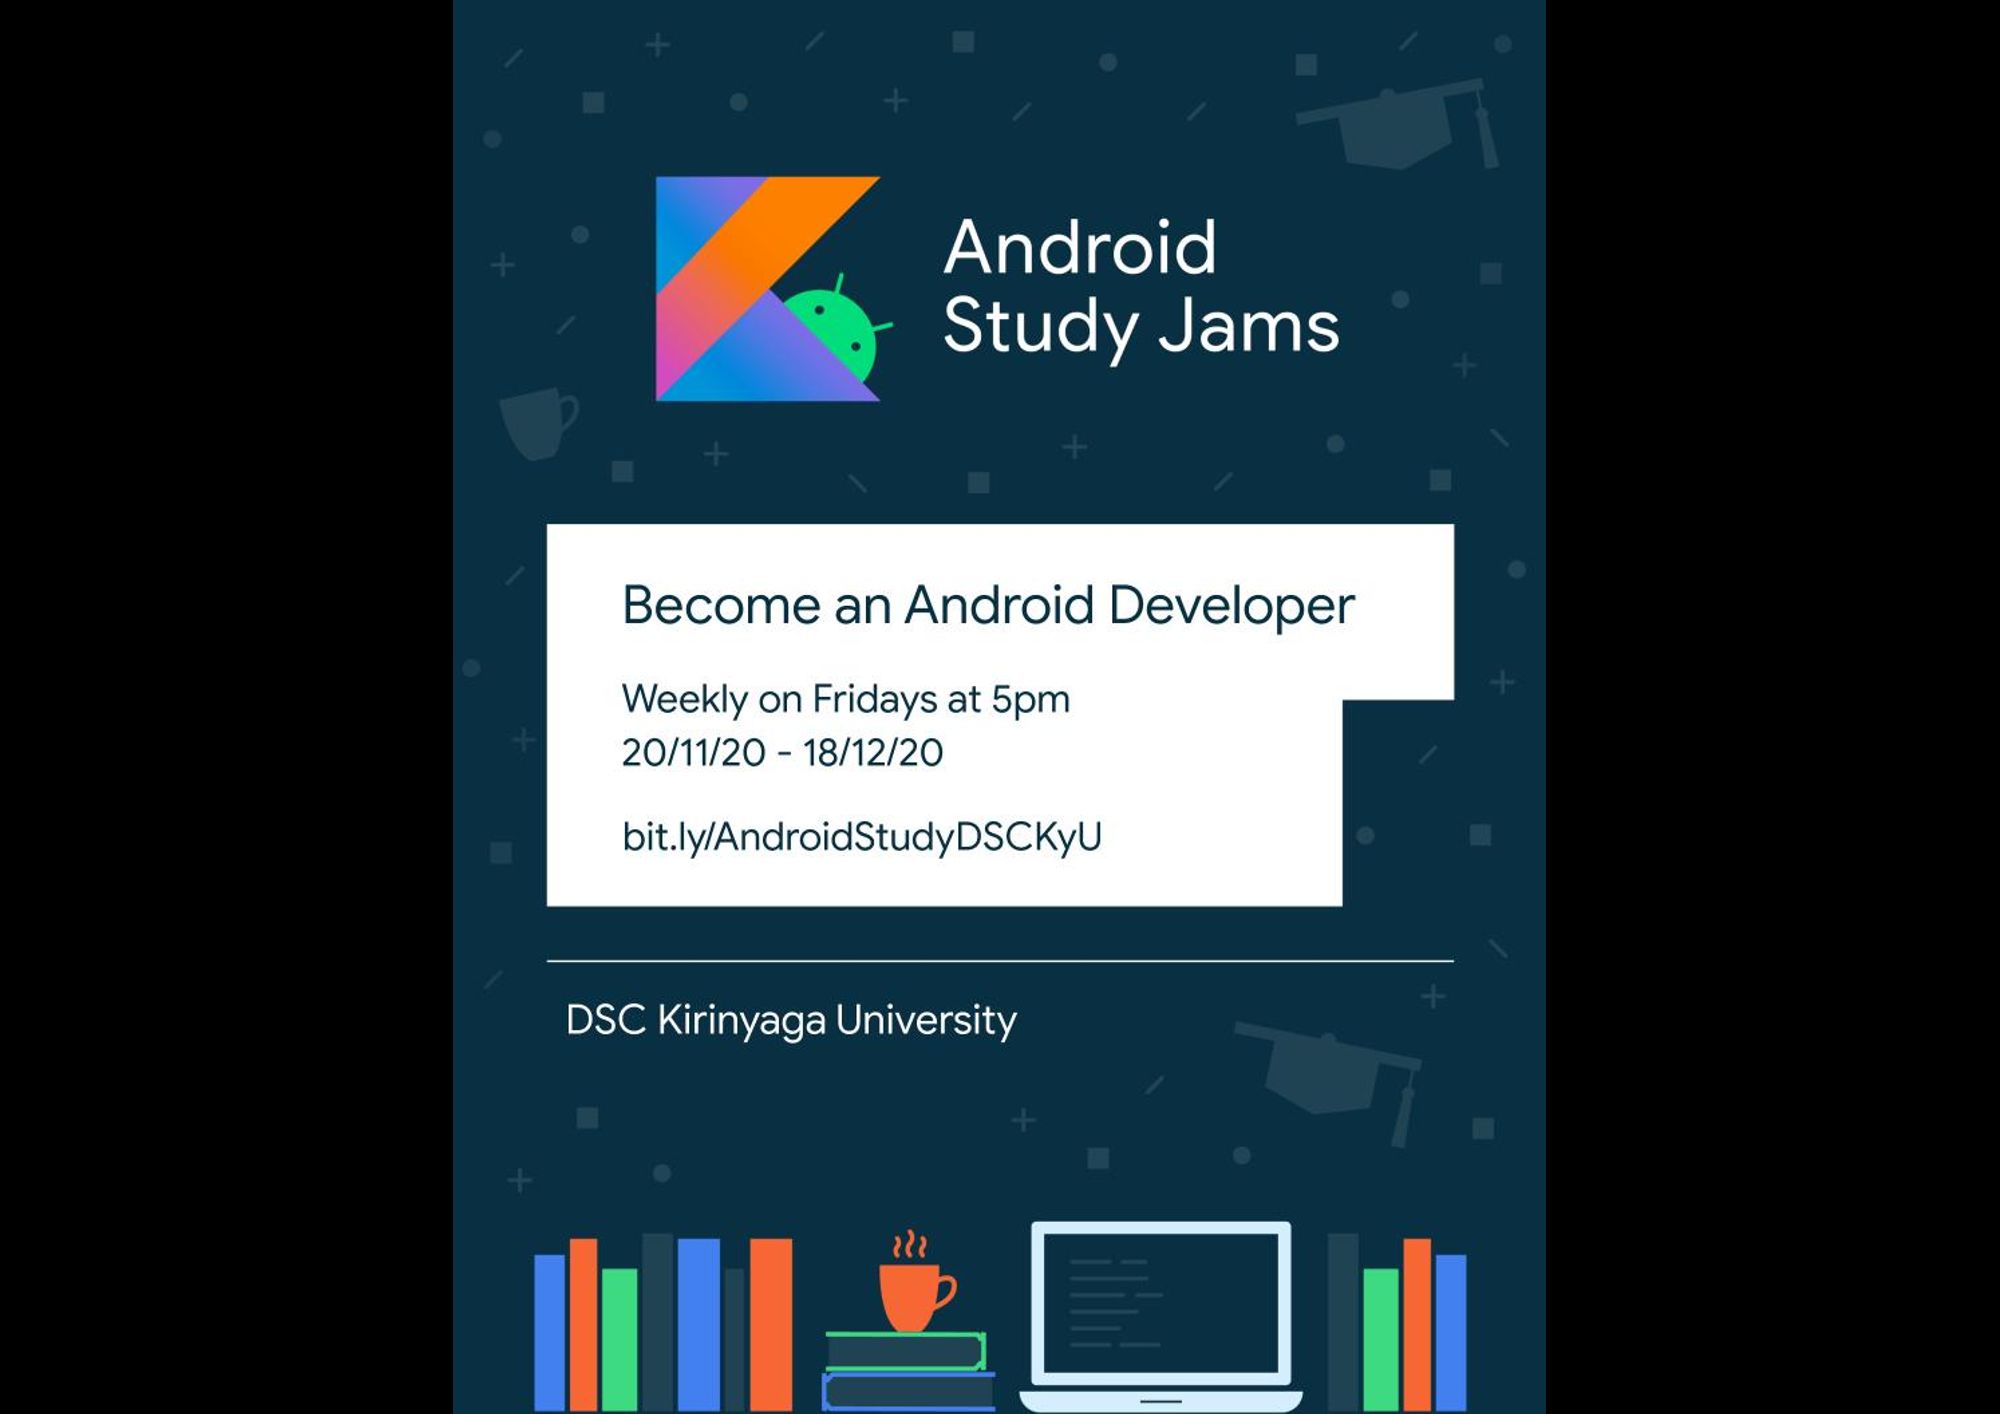 Android
Study Jams
Become an Android Developer
Weekly on Fridays at 5pm
20/11/20 - 18/12/20
bit.ly/AndroidStudyDSCKyU
DSC Kirinyaga University